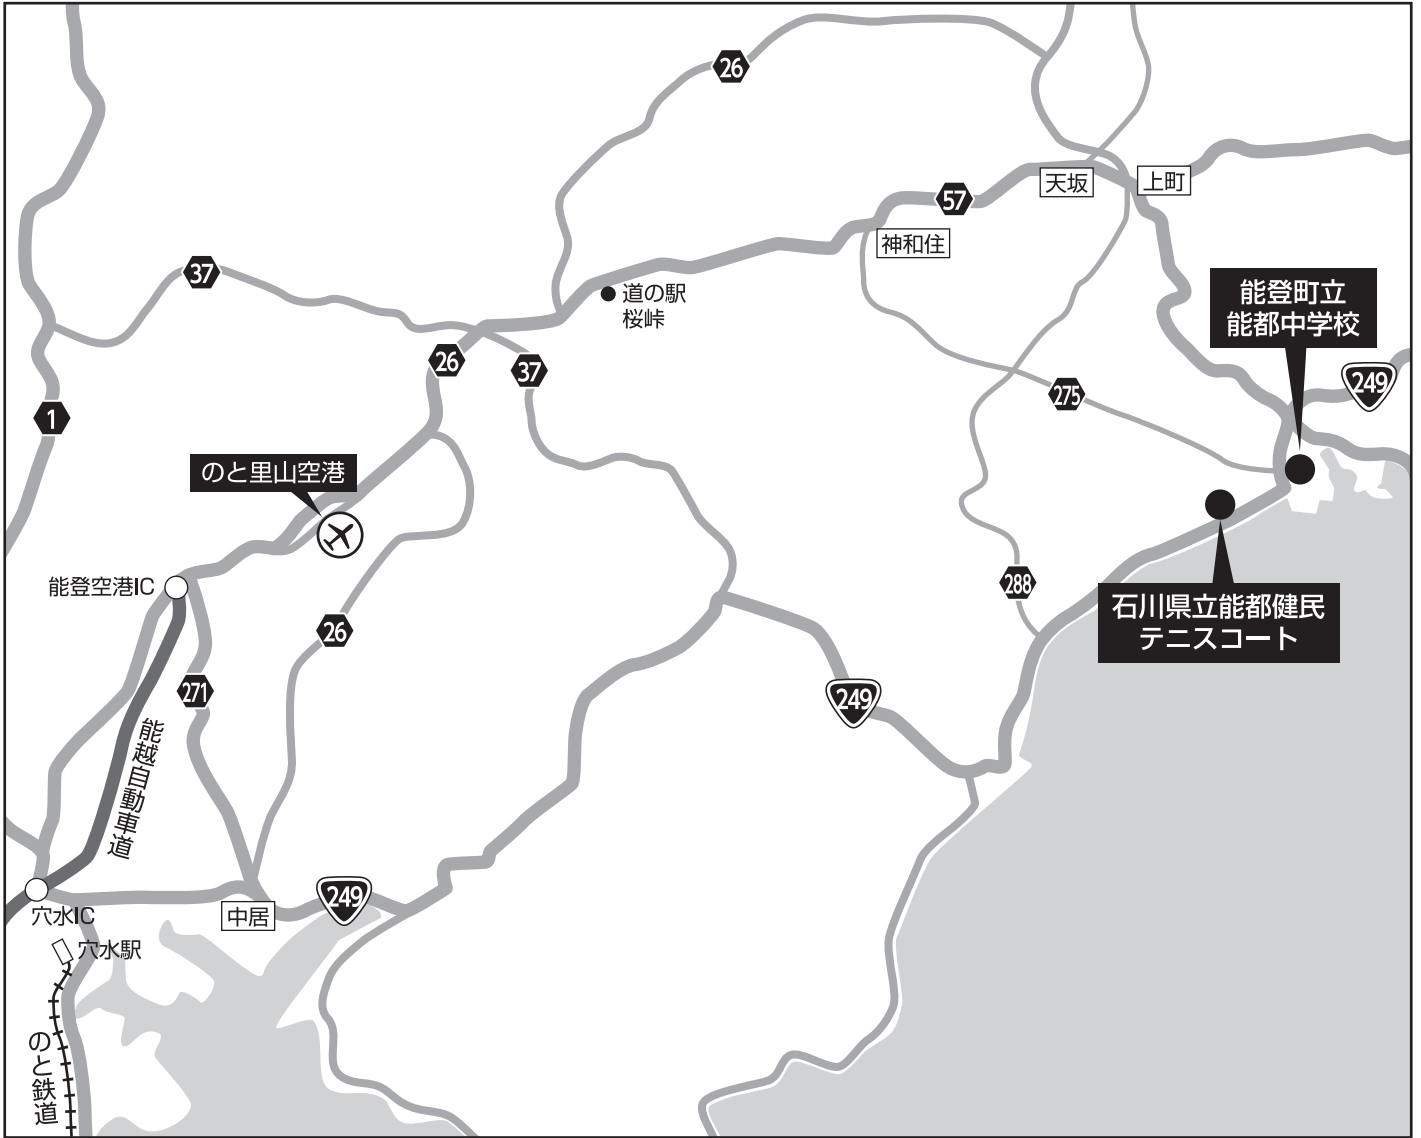 26
天坂
上町
57
神和住
37
道の駅
桜峠
能登町立
能都中学校
26
37
249
275
1
のと里山空港
能登空港IC
288
石川県立能都健民
テニスコート
26
271
249
能越自動車道
249
中居
穴水IC
穴水駅
のと鉄道